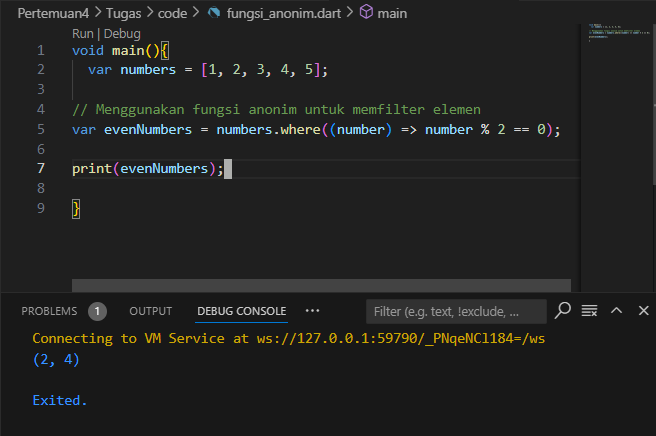 Pertemuan4 > Tugas > code > fungsi_anonim.dart > main
Run | Debug
1 void main(){
2 var numbers = [1, 2, 3, 4, 5];
3
4 // Menggunakan fungsi anonim untuk memfilter elemen
5 var evenNumbers = numbers.where((number) => number % 2 == 0);
6
7 print(evenNumbers);
8
9 }
PROBLEMS 1 OUTPUT DEBUG CONSOLE ··· Filter (e.g. text, !exclude, ...
Connecting to VM Service at ws://127.0.0.1:59790/_PNqeNCl184=/ws
(2, 4)
Exited.